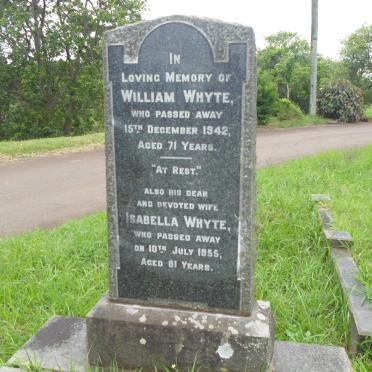 In
Loving Memory of
William Whyte,
who passed away
15th December 1942,
Aged 71 Years.
"At Rest."
also his dear
and devoted wife
Isabella Whyte,
who passed away
on 10th July 1955,
Aged 81 Years.